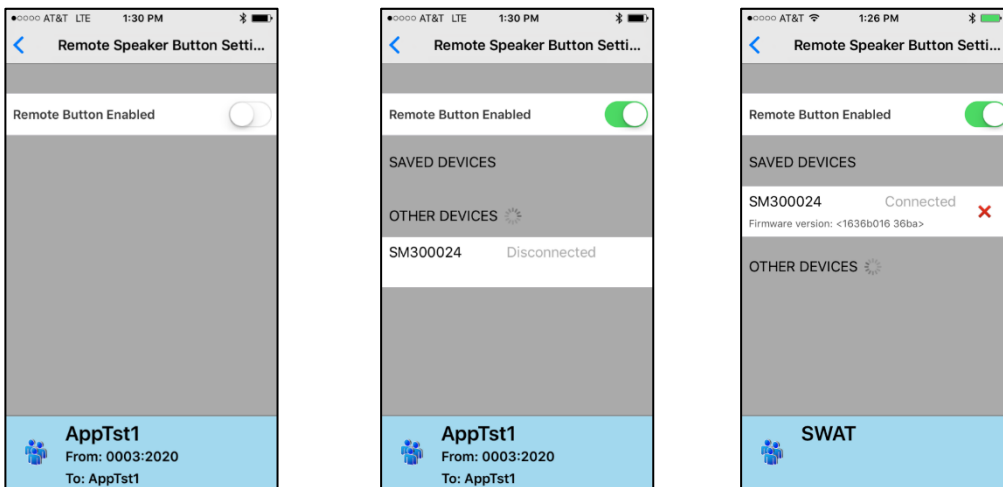 ●○○○○ AT&T LTE 1:30 PM
Remote Speaker Button Setti...
Remote Button Enabled
AppTst1
From: 0003:2020
To: AppTst1
●○○○○ AT&T LTE 1:30 PM
Remote Speaker Button Setti...
Remote Button Enabled
SAVED DEVICES
OTHER DEVICES
SM300024 Disconnected
AppTst1
From: 0003:2020
To: AppTst1
●○○○○ AT&T 1:26 PM
Remote Speaker Button Setti...
Remote Button Enabled
SAVED DEVICES
SM300024 Connected
Firmware version: <1636b016 36ba>
OTHER DEVICES
SWAT